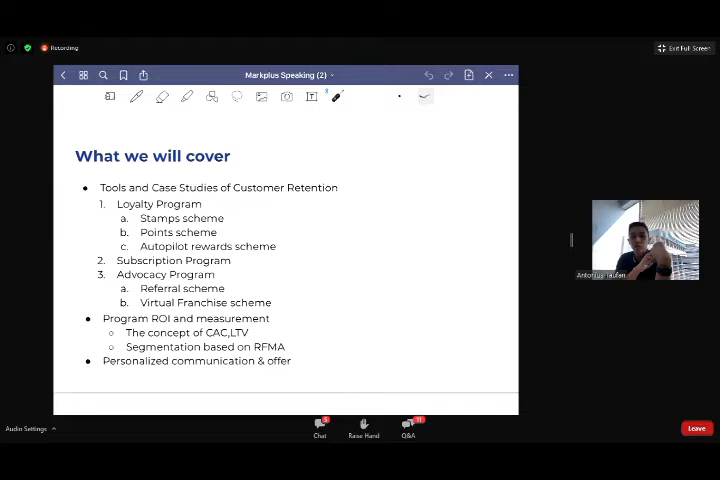 Recording
Exit Full Screen
Markplus Speaking (2)
What we will cover
● Tools and Case Studies of Customer Retention
1. Loyalty Program
a. Stamps scheme
b. Points scheme
c. Autopilot rewards scheme
2. Subscription Program
3. Advocacy Program
a. Referral scheme
b. Virtual Franchise scheme
● Program ROI and measurement
○ The concept of CAC,LTV
○ Segmentation based on RFMA
● Personalized communication & offer
Antonius Taufan
Audio Settings
5
Chat
Raise Hand
11
Q&A
Leave